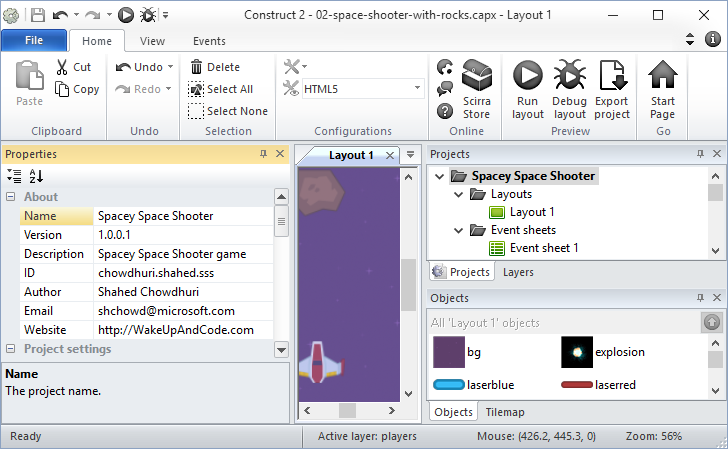 Construct 2 - 02-space-shooter-with-rocks.capx - Layout 1
File Home View Events
Paste Cut Copy
Clipboard
Undo Redo
Undo
Delete
Select All
Select None
Selection
HTML5
Configurations
Scirra Store
Online
Run layout Debug layout Export project
Preview
Start Page
Go
Properties
About
Name Spacey Space Shooter
Version 1.0.0.1
Description Spacey Space Shooter game
ID chowdhuri.shahed.sss
Author Shahed Chowdhuri
Email shchowd@microsoft.com
Website http://WakeUpAndCode.com
Project settings
Name
The project name.
Layout 1
Projects
Spacey Space Shooter
Layouts
Layout 1
Event sheets
Event sheet 1
Projects Layers
Objects
All 'Layout 1' objects
bg explosion
laserblue laserred
Objects Tilemap
Ready Active layer: players Mouse: (426.2, 445.3, 0) Zoom: 56%